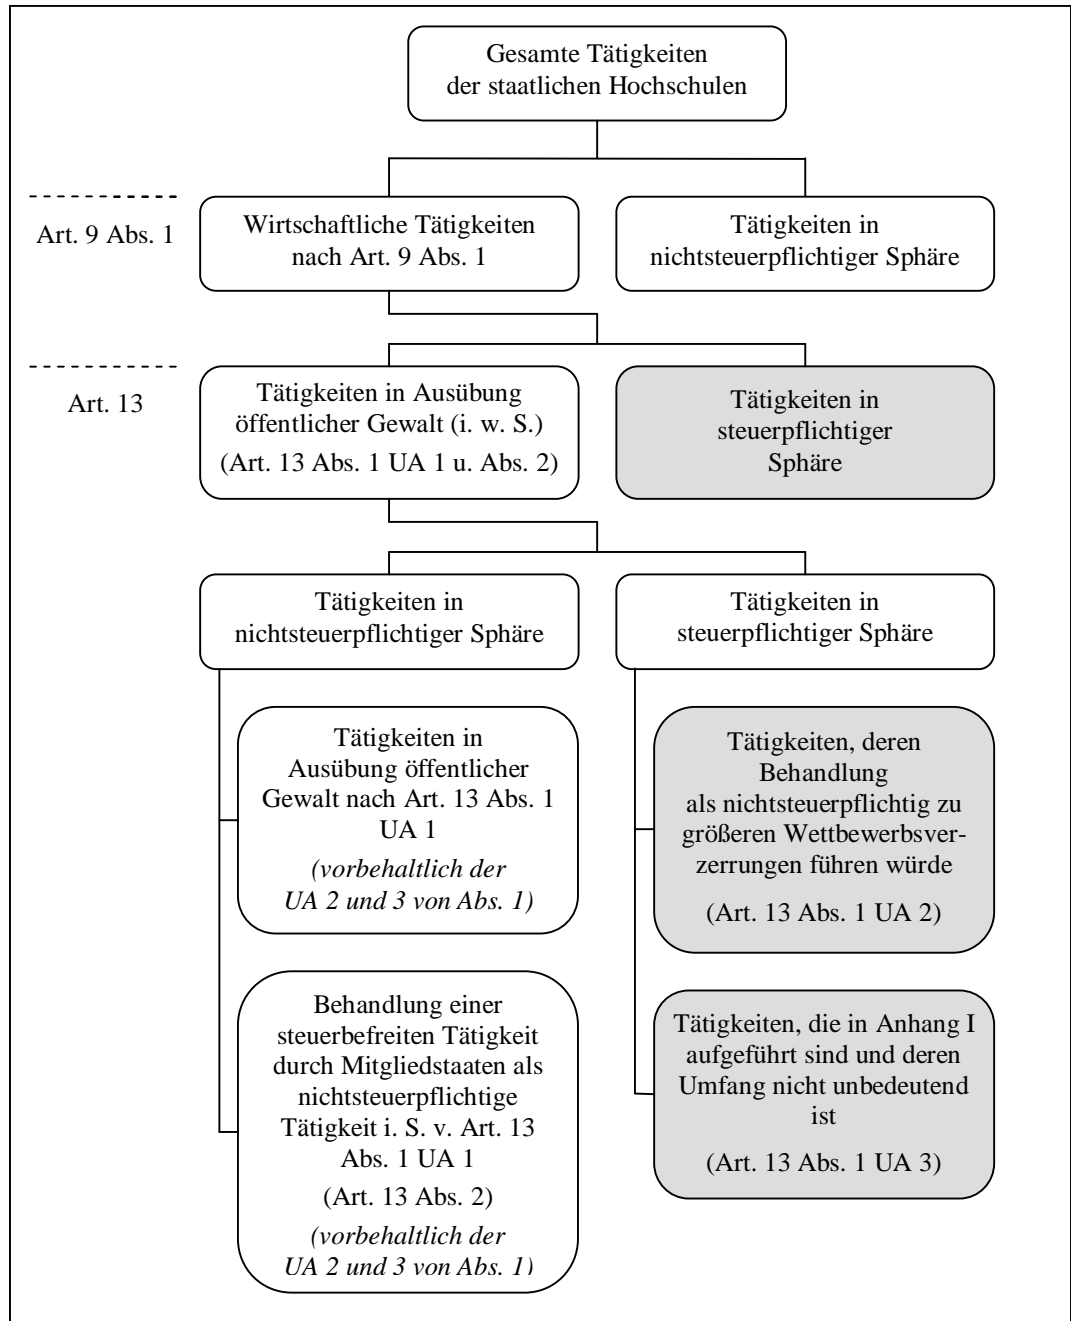 Gesamte Tätigkeiten
der staatlichen Hochschulen
Art. 9 Abs. 1
Wirtschaftliche Tätigkeiten
nach Art. 9 Abs. 1
Tätigkeiten in
nichtsteuerpflichtiger Sphäre
Art. 13
Tätigkeiten in Ausübung
öffentlicher Gewalt (i. w. S.)
(Art. 13 Abs. 1 UA 1 u. Abs. 2)
Tätigkeiten in
steuerpflichtiger
Sphäre
Tätigkeiten in
nichtsteuerpflichtiger Sphäre
Tätigkeiten in
steuerpflichtiger Sphäre
Tätigkeiten in
Ausübung öffentlicher
Gewalt nach Art. 13 Abs. 1
UA 1
(vorbehaltlich der
UA 2 und 3 von Abs. 1)
Tätigkeiten, deren
Behandlung
als nichtsteuerpflichtig zu
größeren Wettbewerbsver-
zerrungen führen würde
(Art. 13 Abs. 1 UA 2)
Behandlung einer
steuerbefreiten Tätigkeit
durch Mitgliedstaaten als
nichtsteuerpflichtige
Tätigkeit i. S. v. Art. 13
Abs. 1 UA 1
(Art. 13 Abs. 2)
(vorbehaltlich der
UA 2 und 3 von Abs. 1)
Tätigkeiten, die in Anhang I
aufgeführt sind und deren
Umfang nicht unbedeutend
ist
(Art. 13 Abs. 1 UA 3)